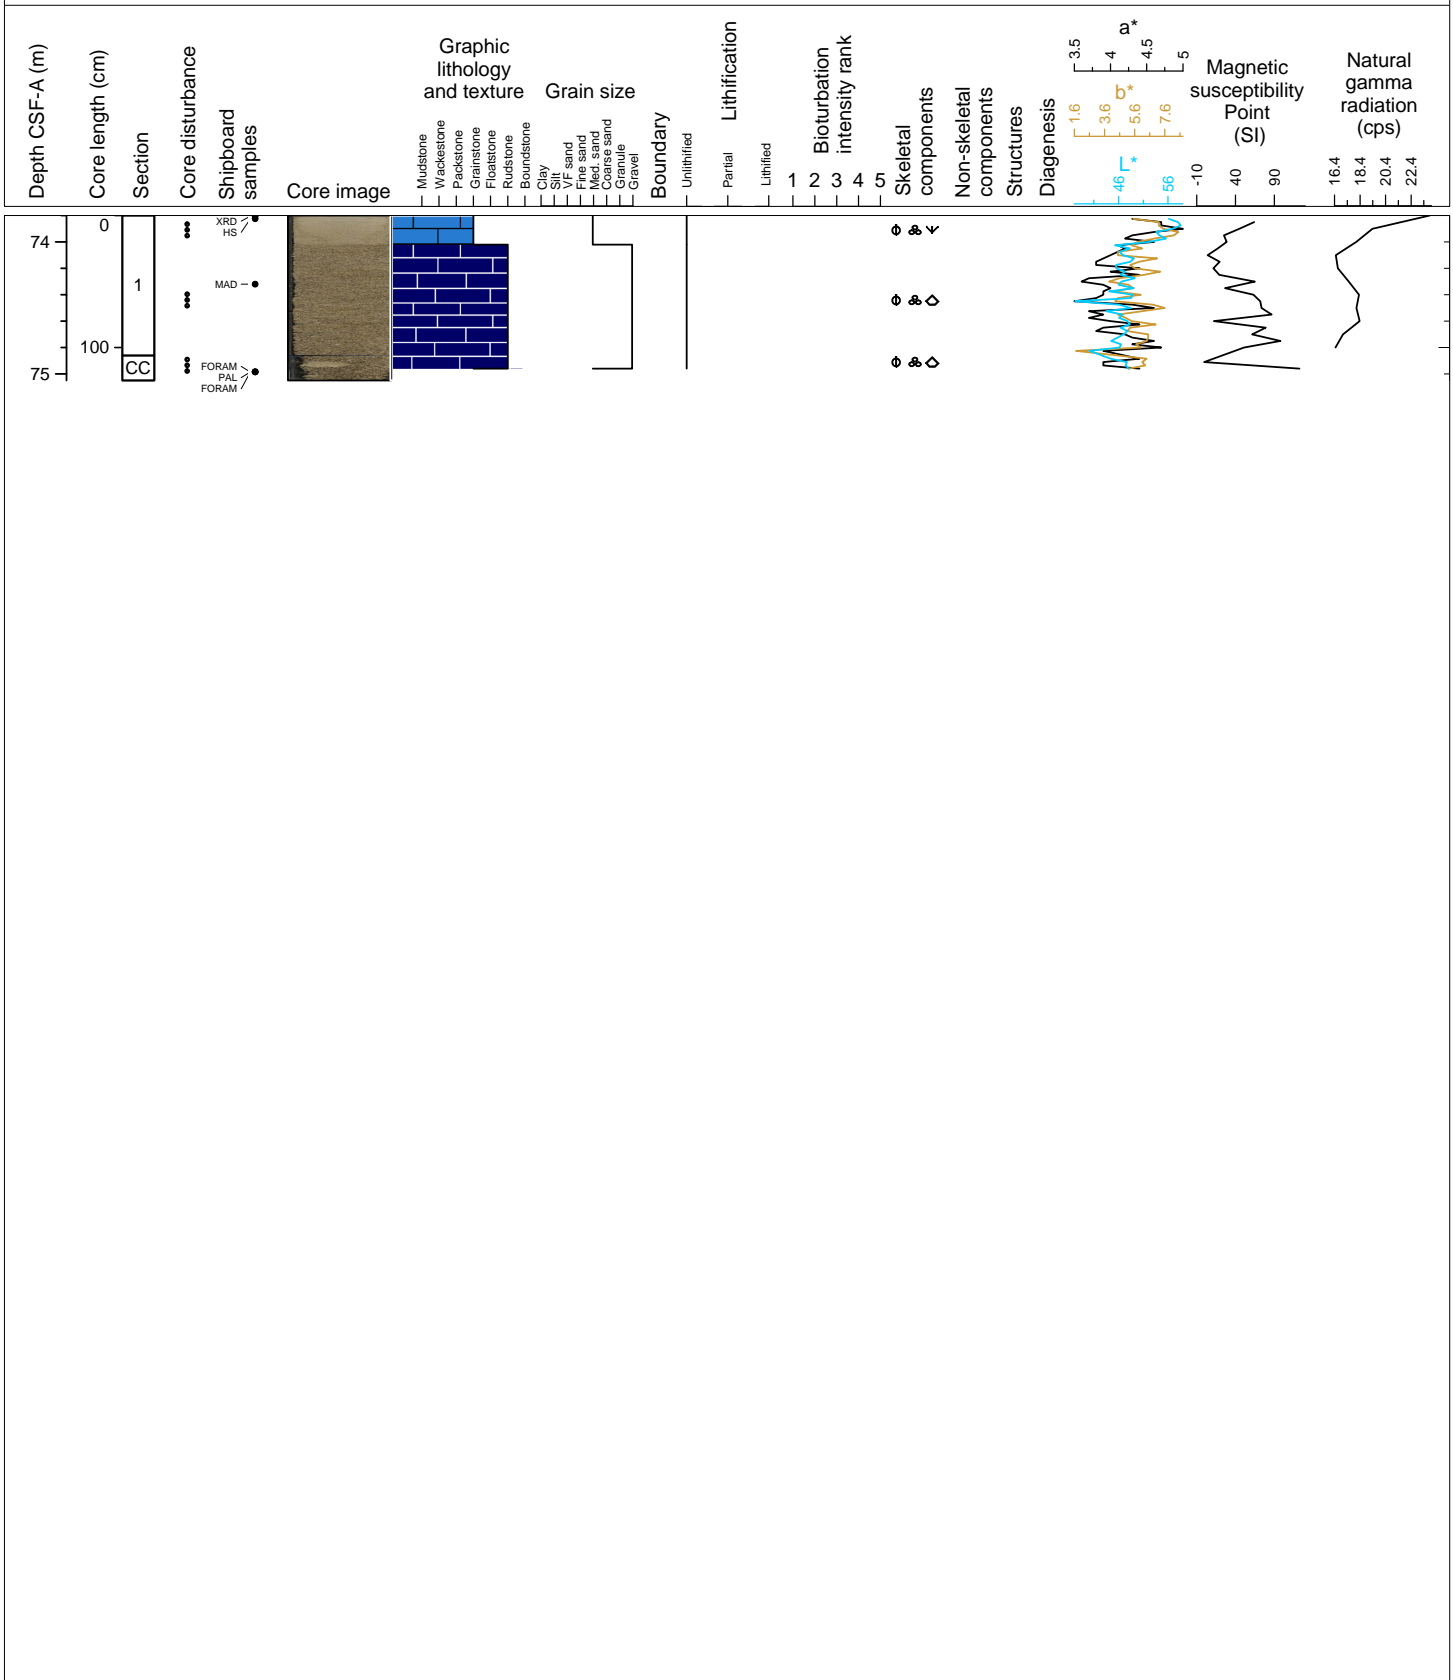 Depth CSF-A (m)
Core length (cm)
Section
Core disturbance
Shipboard
samples
Core image
Graphic
lithology
and texture
Mudstone
Wackestone
Packstone
Grainstone
Floatstone
Rudstone
Boundstone
Grain size
Clay
Silt
VF sand
Fine sand
Med. sand
Coarse sand
Granule
Gravel
Boundary
Lithification
Unlithified
Partial
Lithified
Bioturbation
intensity rank
1 2 3 4 5
Skeletal
components
Non-skeletal
components
Structures
Diagenesis
a*
3.5 4 4.5 5
b*
1.6 3.6 5.6 7.6
L*
46 56
Magnetic
susceptibility
Point
(SI)
-10 40 90
Natural
gamma
radiation
(cps)
16.4 18.4 20.4 22.4
74
75
0
100
1
CC
XRD
HS
MAD
FORAM
PAL
FORAM